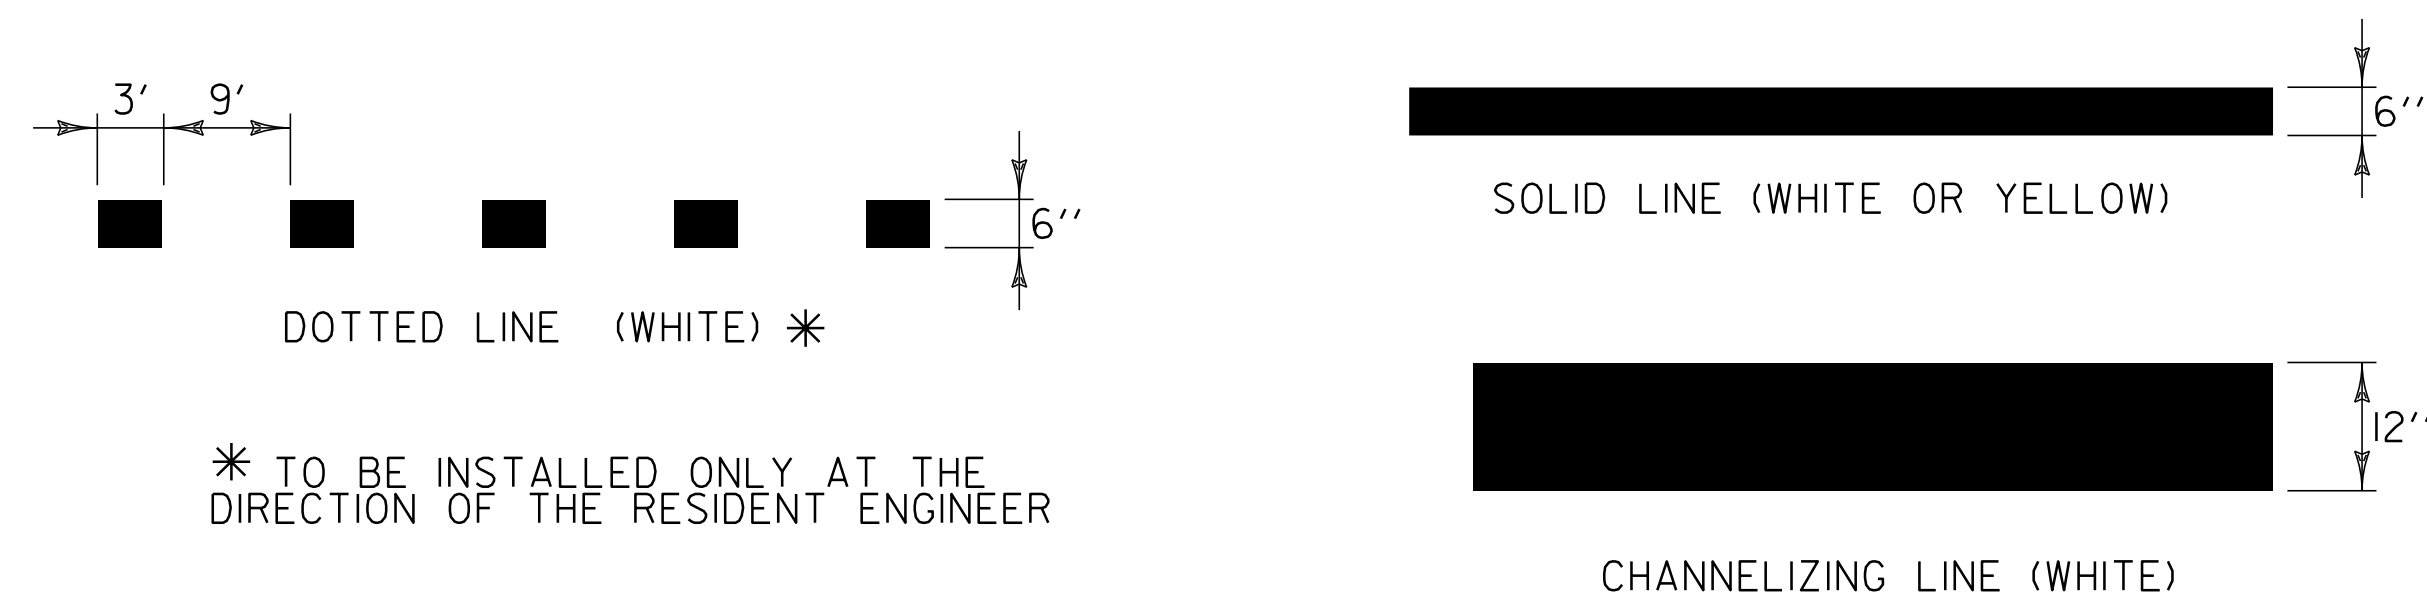 3' 9'
6''
DOTTED LINE (WHITE) *
* TO BE INSTALLED ONLY AT THE
DIRECTION OF THE RESIDENT ENGINEER
6''
SOLID LINE (WHITE OR YELLOW)
12''
CHANNELIZING LINE (WHITE)